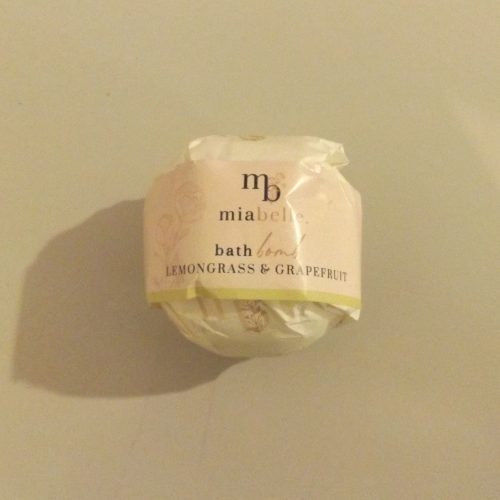 mb
miabelle.
bath bomb
LEMONGRASS & GRAPEFRUIT